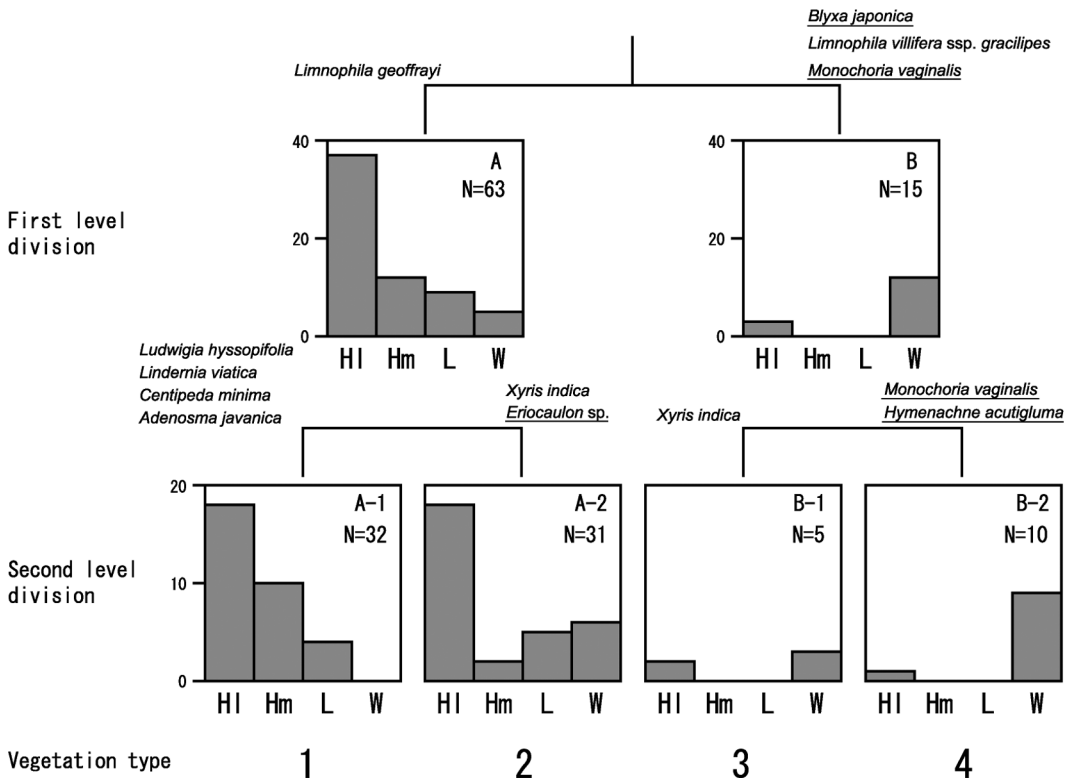 Blyxa japonica
Limnophila villifera ssp. gracilipes
Limnophila geoffrayi
Monochoria vaginalis
40
A
N=63
20
0
Hl Hm L W
40
B
N=15
20
0
Hl Hm L W
First level
division
Ludwigia hyssopifolia
Lindernia viatica
Centipeda minima
Adenosma javanica
Xyris indica
Eriocaulon sp.
Xyris indica
Monochoria vaginalis
Hymenachne acutigluma
20
A-1
N=32
10
0
Hl Hm L W
A-2
N=31
Hl Hm L W
B-1
N=5
Hl Hm L W
B-2
N=10
Hl Hm L W
Second level
division
Vegetation type 1 2 3 4